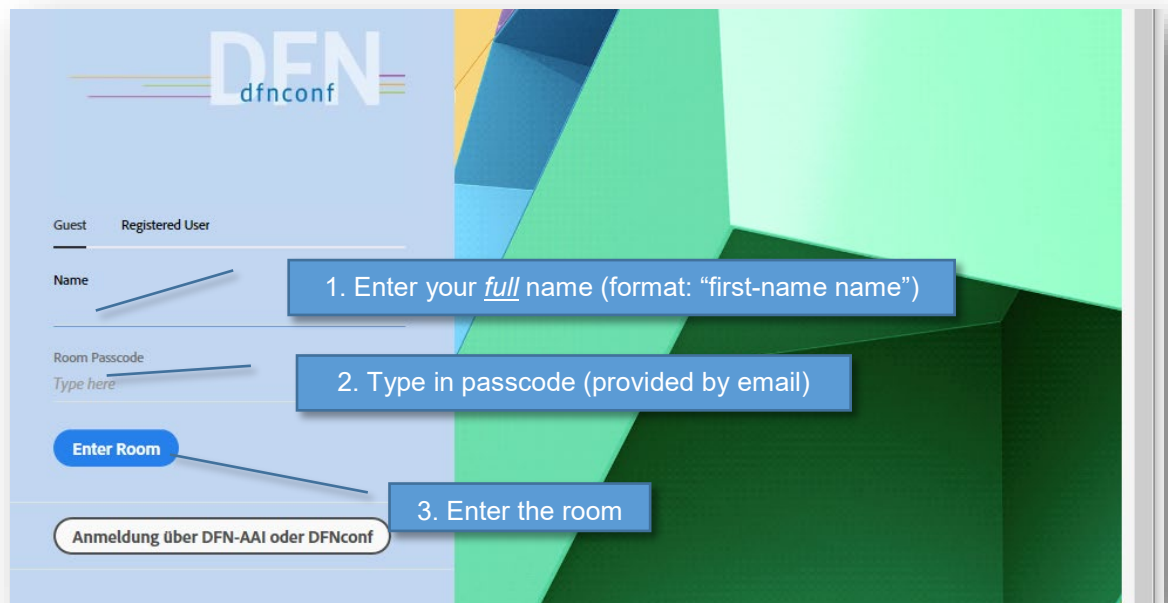 DFN
dfnconf
Guest Registered User
Name
1. Enter your full name (format: “first-name name”)
Room Passcode
Type here
2. Type in passcode (provided by email)
Enter Room
3. Enter the room
Anmeldung über DFN-AAI oder DFNconf